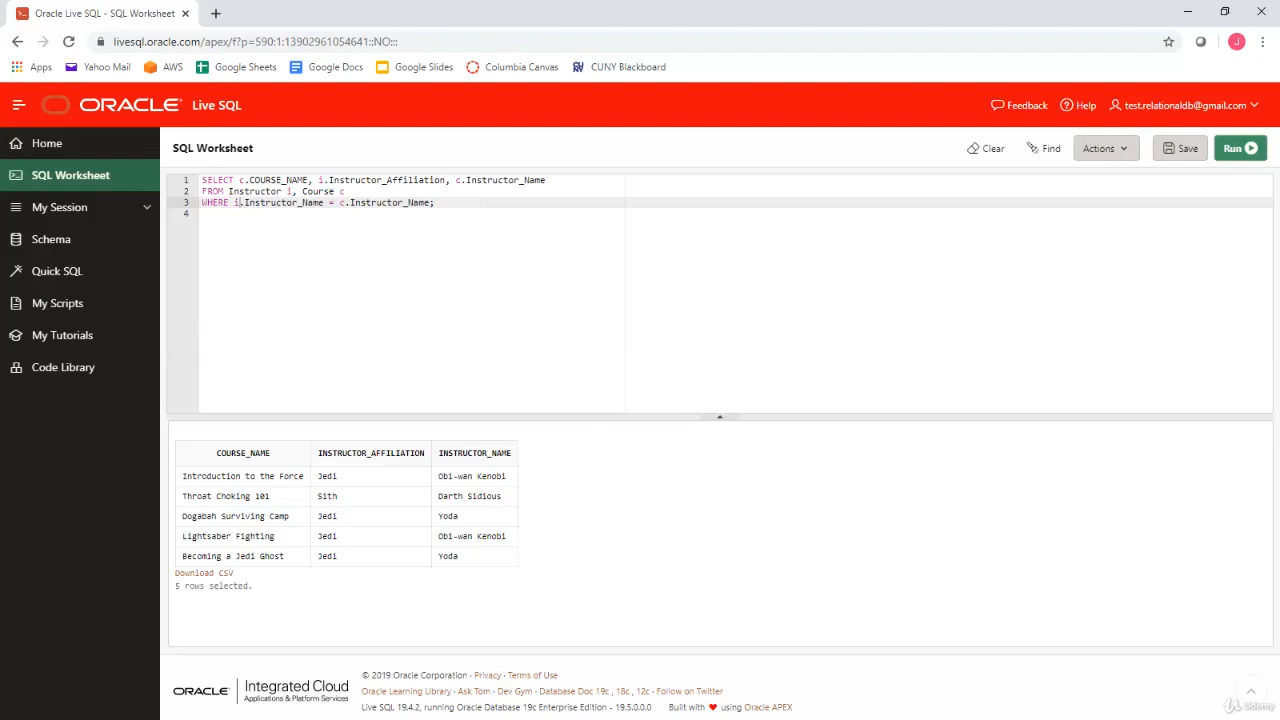 Oracle Live SQL - SQL Worksheet
livesql.oracle.com/apex/f?p=590:1:13902961054641::NO:::
J
Apps Yahoo Mail AWS Google Sheets Google Docs Google Slides Columbia Canvas CUNY Blackboard
ORACLE Live SQL Feedback Help test.relationaldb@gmail.com
Home
SQL Worksheet
My Session
Schema
Quick SQL
My Scripts
My Tutorials
Code Library
SQL Worksheet Clear Find Actions Save Run
1 SELECT c.COURSE_NAME, i.Instructor_Affiliation, c.Instructor_Name
2 FROM Instructor i, Course c
3 WHERE i.Instructor_Name = c.Instructor_Name;
4
COURSE_NAME INSTRUCTOR_AFFILIATION INSTRUCTOR_NAME
Introduction to the Force Jedi Obi-wan Kenobi
Throat Choking 101 Sith Darth Sidious
Dogabah Surviving Camp Jedi Yoda
Lightsaber Fighting Jedi Obi-wan Kenobi
Becoming a Jedi Ghost Jedi Yoda
Download CSV
5 rows selected.
ORACLE Integrated Cloud
Applications & Platform Services
© 2019 Oracle Corporation · Privacy · Terms of Use
Oracle Learning Library · Ask Tom · Dev Gym · Database Doc 19c, 18c, 12c · Follow on Twitter
Live SQL 19.4.2, running Oracle Database 19c Enterprise Edition - 19.5.0.0.0 Built with ♥ using Oracle APEX
Udemy